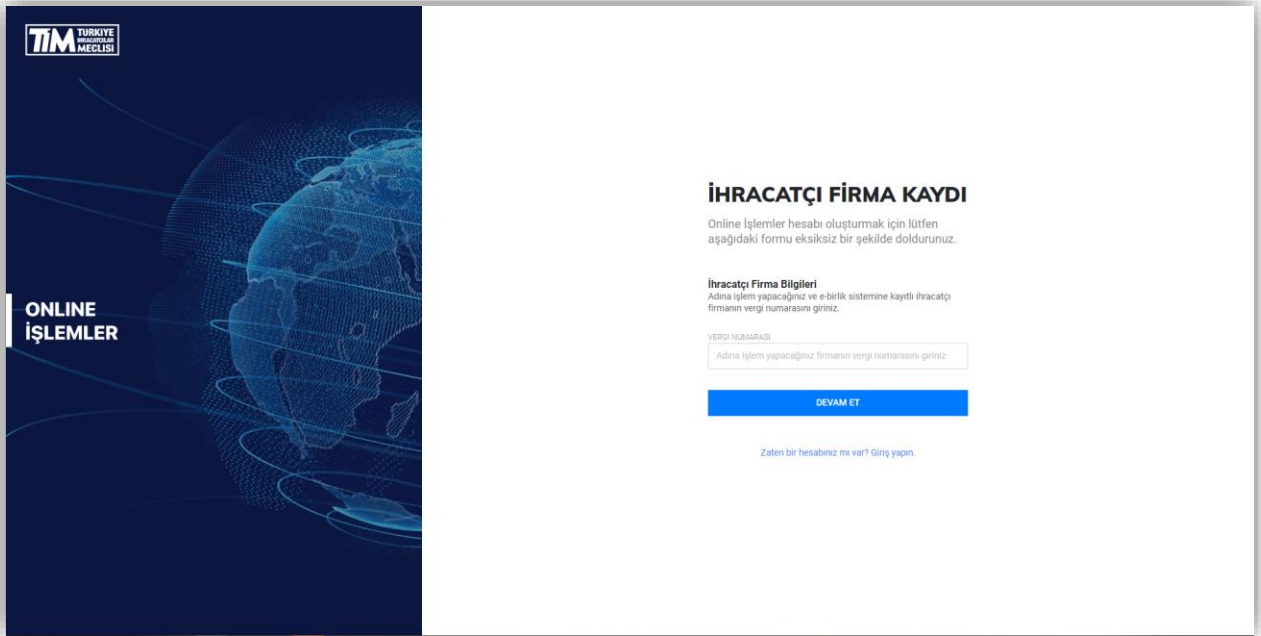 TİM TÜRKİYE
İHRACATÇILAR
MECLİSİ
ONLINE
İŞLEMLER
İHRACATÇI FİRMA KAYDI
Online İşlemler hesabı oluşturmak için lütfen
aşağıdaki formu eksiksiz bir şekilde doldurunuz.
İhracatçı Firma Bilgileri
Adına işlem yapacağınız ve e-birlik sistemine kayıtlı ihracatçı
firmanın vergi numarasını giriniz.
VERGİ NUMARASI
Adına işlem yapacağınız firmanın vergi numarasını giriniz.
DEVAM ET
Zaten bir hesabınız mı var? Giriş yapın.